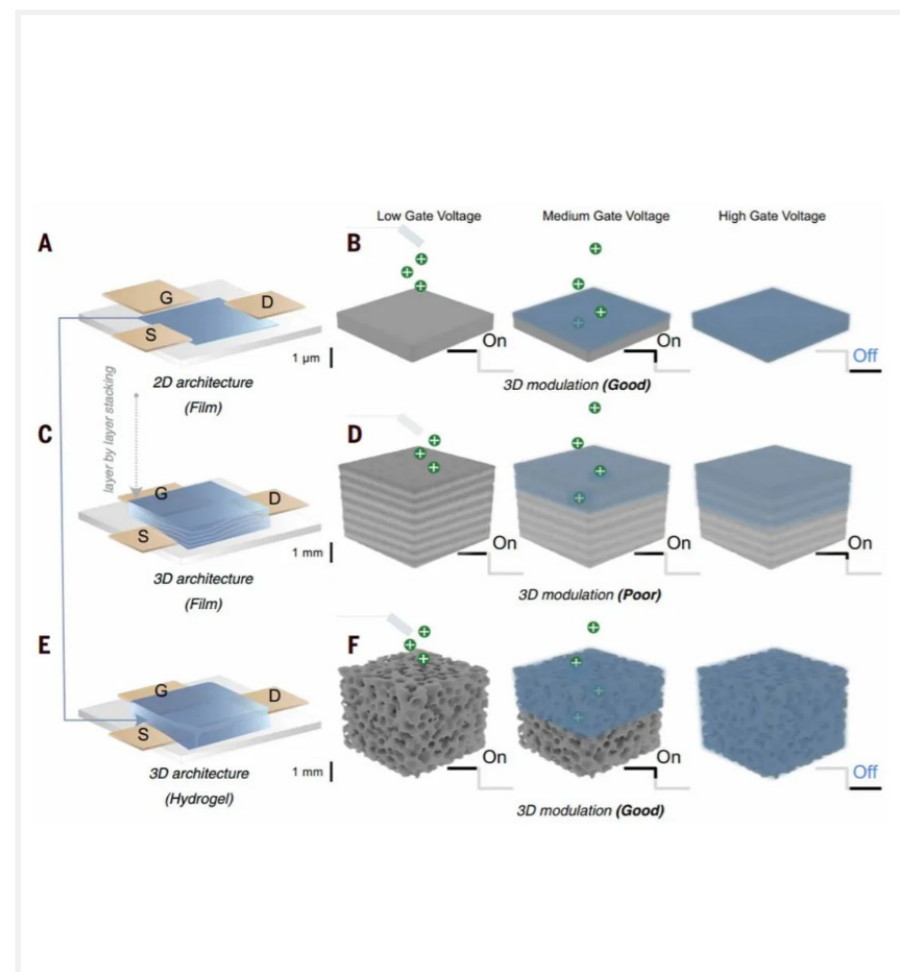 Low Gate Voltage
Medium Gate Voltage
High Gate Voltage
A
G
D
S
1 μm
2D architecture
(Film)
B
On
On
Off
3D modulation (Good)
layer by layer stacking
C
G
D
S
1 mm
3D architecture
(Film)
D
On
On
On
3D modulation (Poor)
E
G
D
S
1 mm
3D architecture
(Hydrogel)
F
On
On
Off
3D modulation (Good)